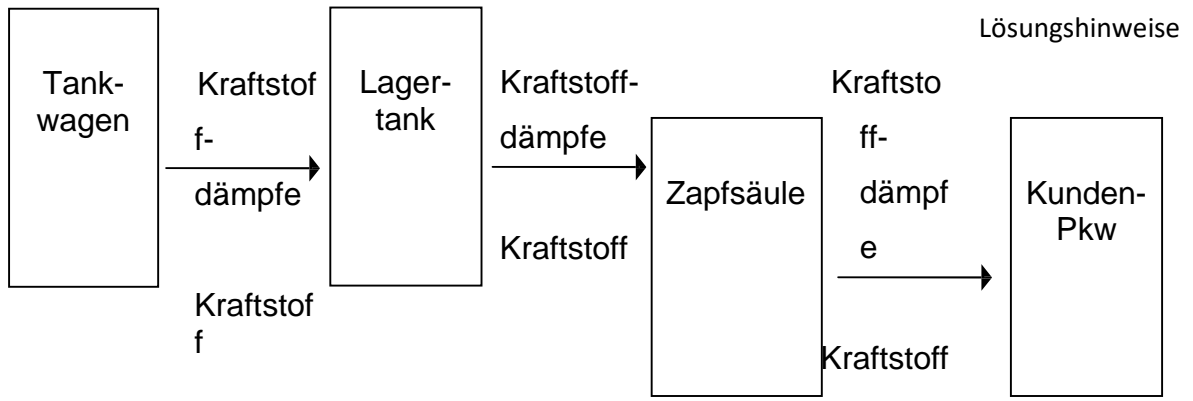 Lösungshinweise
Tank-
wagen
Kraftstof
f-
dämpfe
Kraftstof
f
Lager-
tank
Kraftstoff-
dämpfe
Kraftstoff
Zapfsäule
Kraftsto
ff-
dämpf
e
Kraftstoff
Kunden-
Pkw